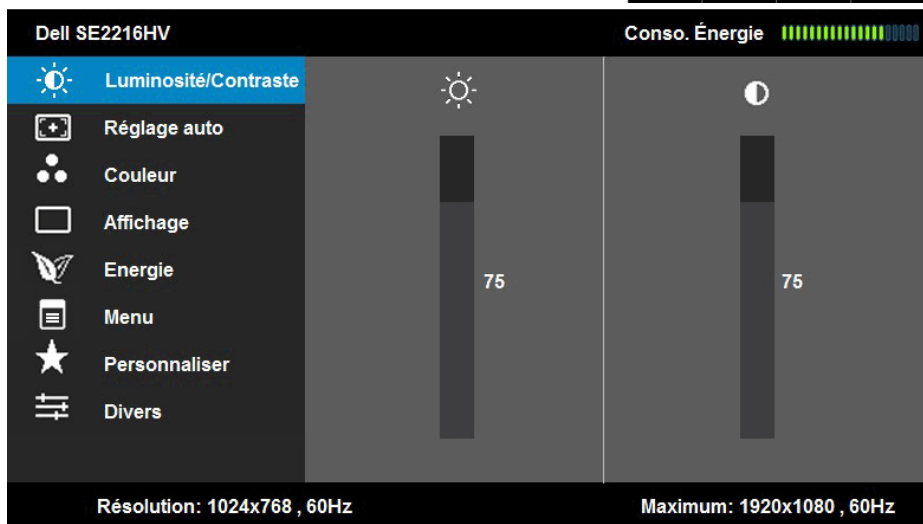 Dell SE2216HV Conso. Énergie
Luminosité/Contraste
Réglage auto
Couleur
Affichage
Energie
75 75
Menu
Personnaliser
Divers
Résolution: 1024x768 , 60Hz Maximum: 1920x1080 , 60Hz